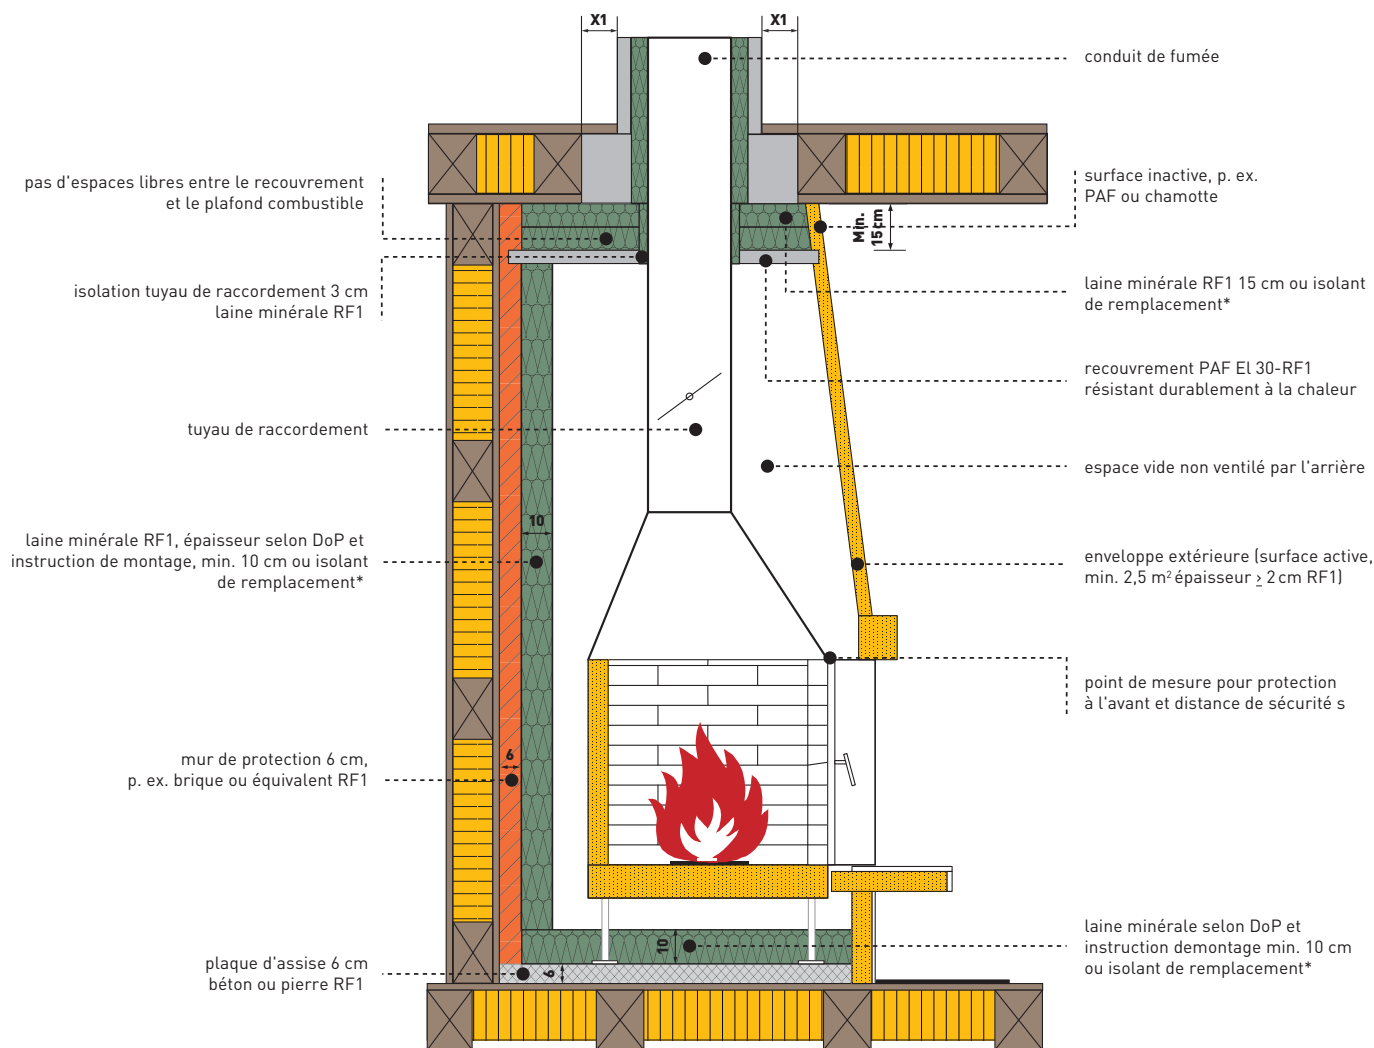 X1
X1
conduit de fumée
pas d'espaces libres entre le recouvrement
et le plafond combustible
surface inactive, p. ex.
PAF ou chamotte
Min.
15 cm
isolation tuyau de raccordement 3 cm
laine minérale RF1
laine minérale RF1 15 cm ou isolant
de remplacement*
recouvrement PAF El 30-RF1
résistant durablement à la chaleur
tuyau de raccordement
espace vide non ventilé par l'arrière
10
laine minérale RF1, épaisseur selon DoP et
instruction de montage, min. 10 cm ou isolant
de remplacement*
enveloppe extérieure (surface active,
min. 2,5 m² épaisseur ≥ 2 cm RF1)
point de mesure pour protection
à l'avant et distance de sécurité s
6
mur de protection 6 cm,
p. ex. brique ou équivalent RF1
laine minérale selon DoP et
instruction demontage min. 10 cm
ou isolant de remplacement*
10
6
plaque d'assise 6 cm
béton ou pierre RF1